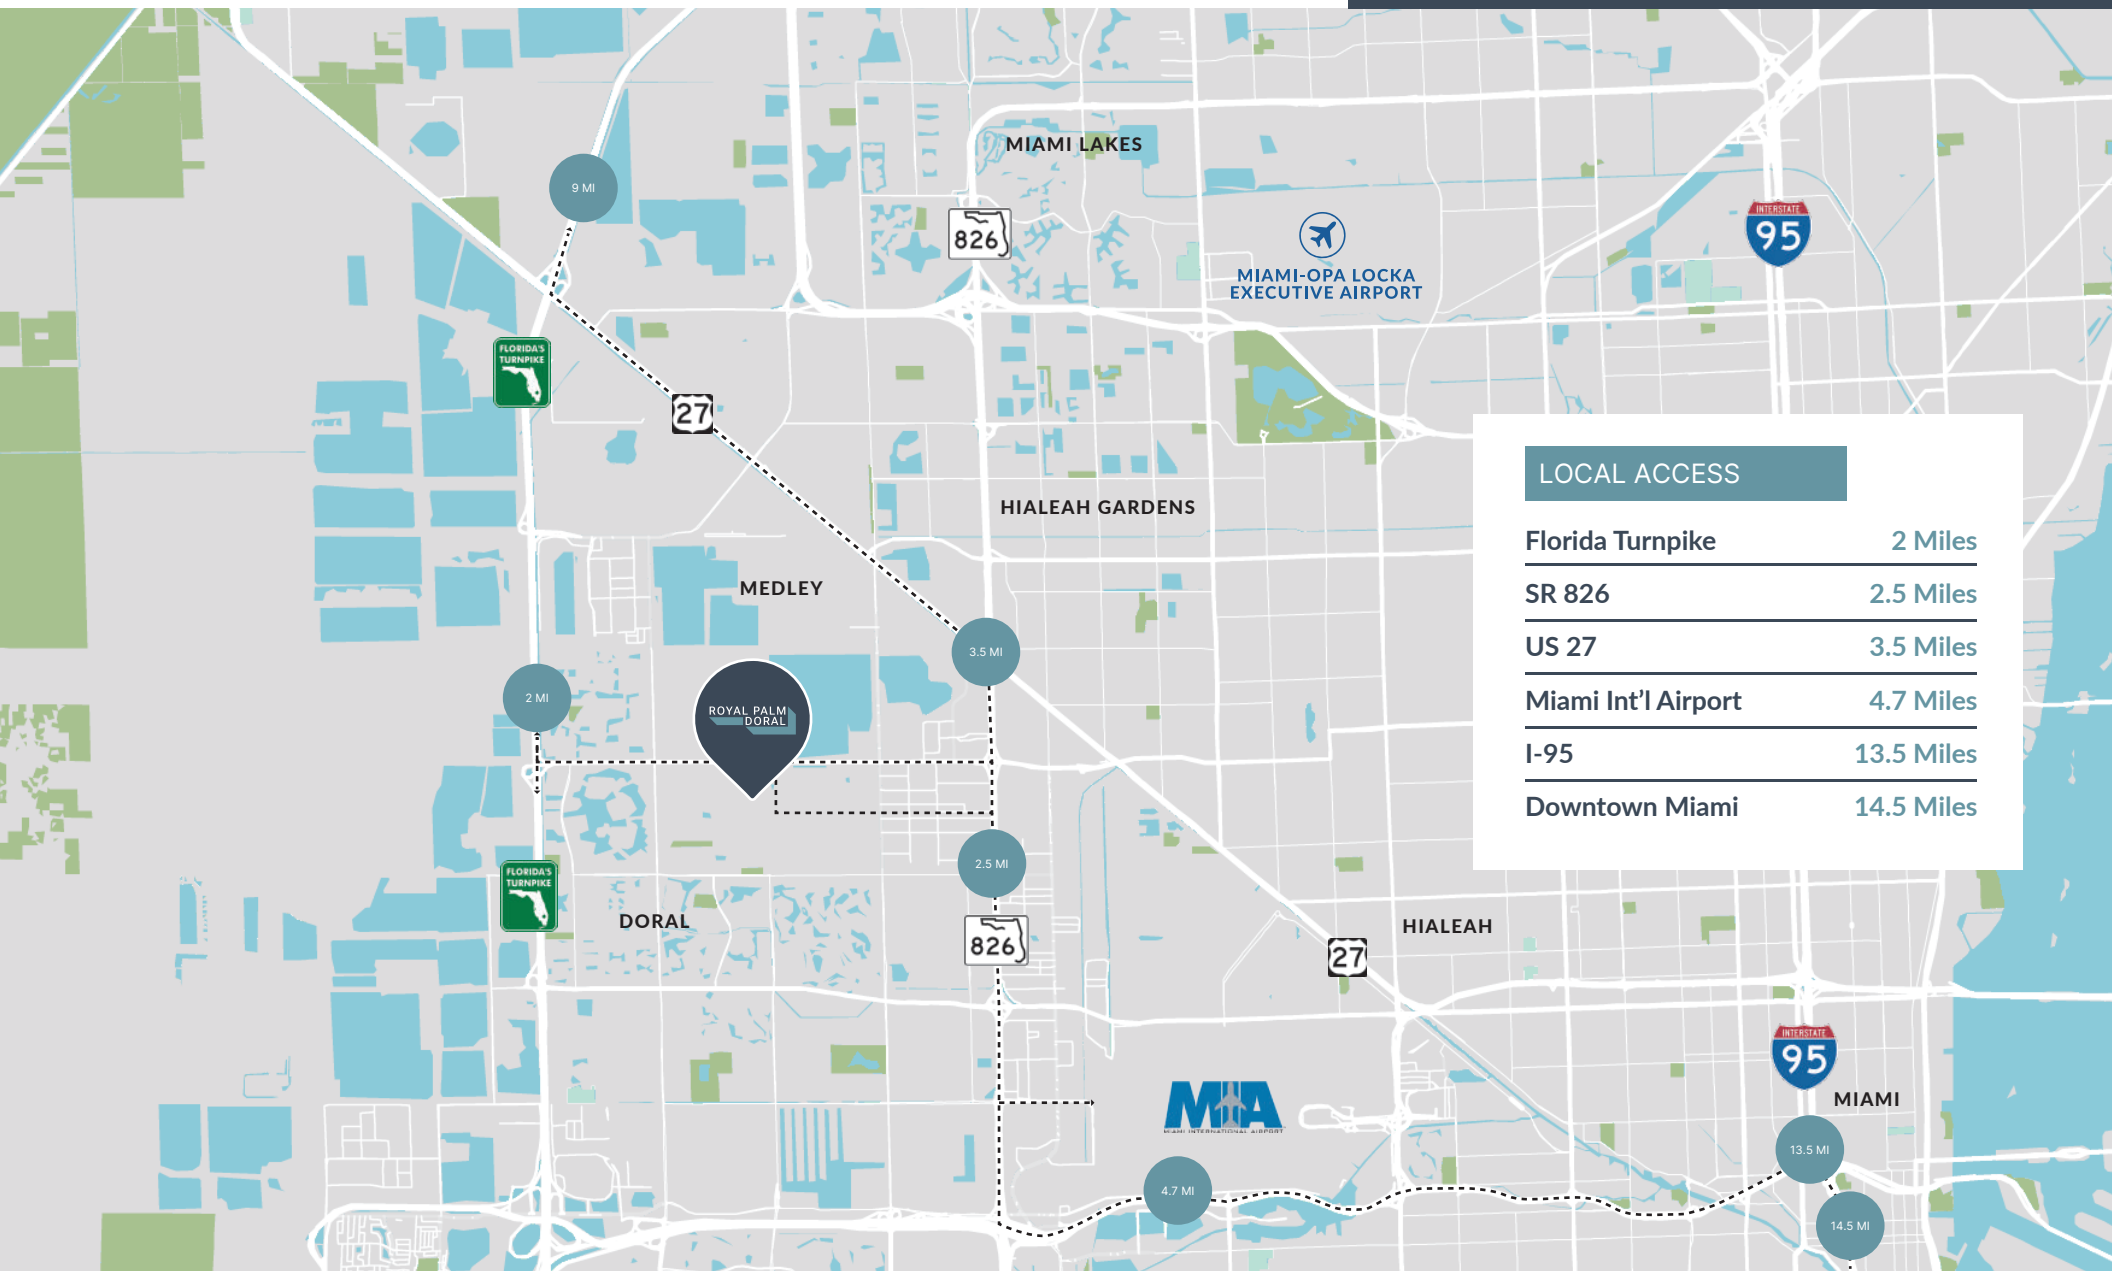 9 MI
MIAMI LAKES
826
INTERSTATE
95
MIAMI-OPA LOCKA
EXECUTIVE AIRPORT
FLORIDA'S
TURNPIKE
27
LOCAL ACCESS
Florida Turnpike 2 Miles
SR 826 2.5 Miles
US 27 3.5 Miles
Miami Int’l Airport 4.7 Miles
I-95 13.5 Miles
Downtown Miami 14.5 Miles
HIALEAH GARDENS
MEDLEY
3.5 MI
2 MI
ROYAL PALM
DORAL
2.5 MI
FLORIDA'S
TURNPIKE
DORAL
826
HIALEAH
27
INTERSTATE
95
MIAMI
MIA
MIAMI INTERNATIONAL AIRPORT
13.5 MI
4.7 MI
14.5 MI